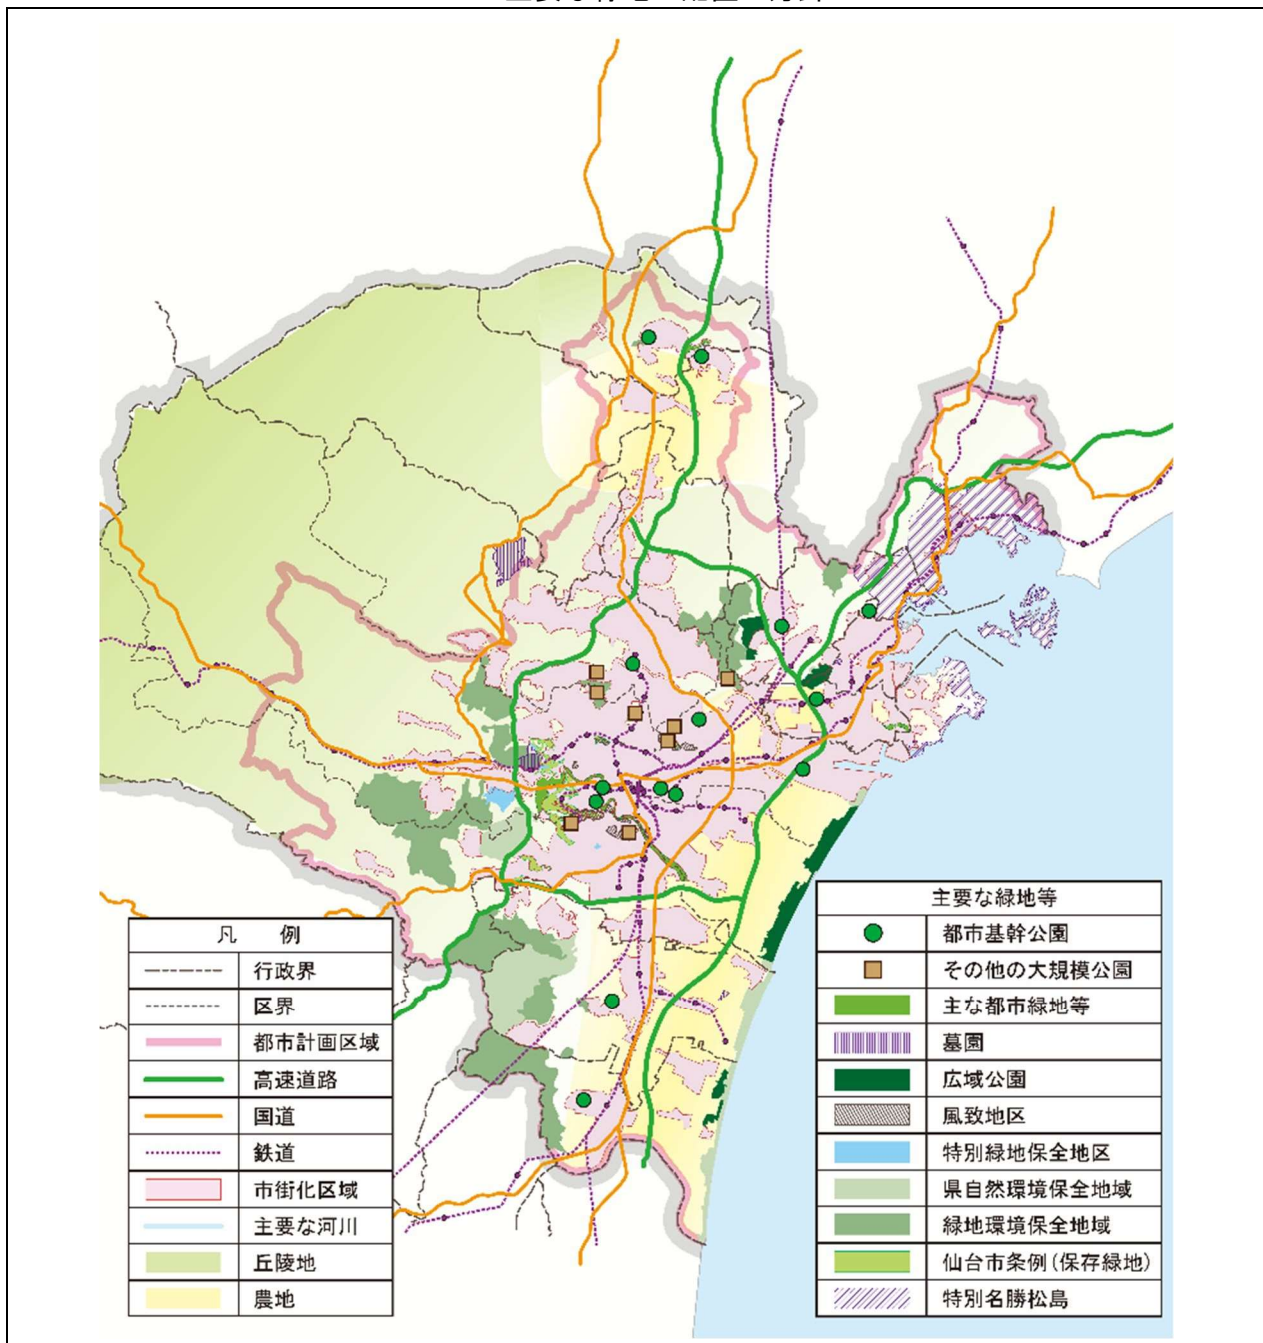 凡 例
行政界
区界
都市計画区域
高速道路
国道
鉄道
市街化区域
主要な河川
丘陵地
農地
主要な緑地等
都市基幹公園
その他の大規模公園
主な都市緑地等
墓園
広域公園
風致地区
特別緑地保全地区
県自然環境保全地域
緑地環境保全地域
仙台市条例(保存緑地)
特別名勝松島